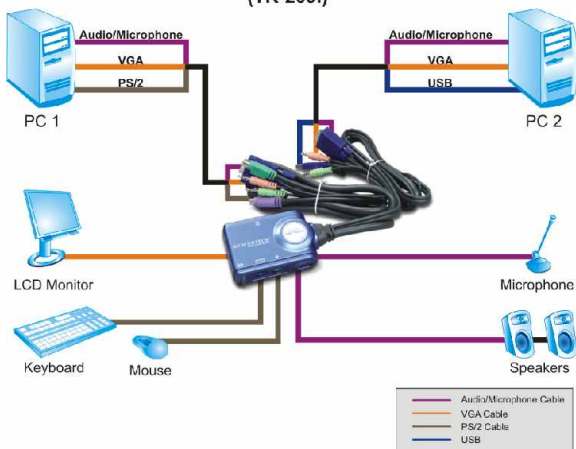 Audio/Microphone
VGA
PS/2
PC 1
Audio/Microphone
VGA
USB
PC 2
LCD Monitor
Microphone
Keyboard
Mouse
Speakers
Audio/Microphone Cable
VGA Cable
PS/2 Cable
USB